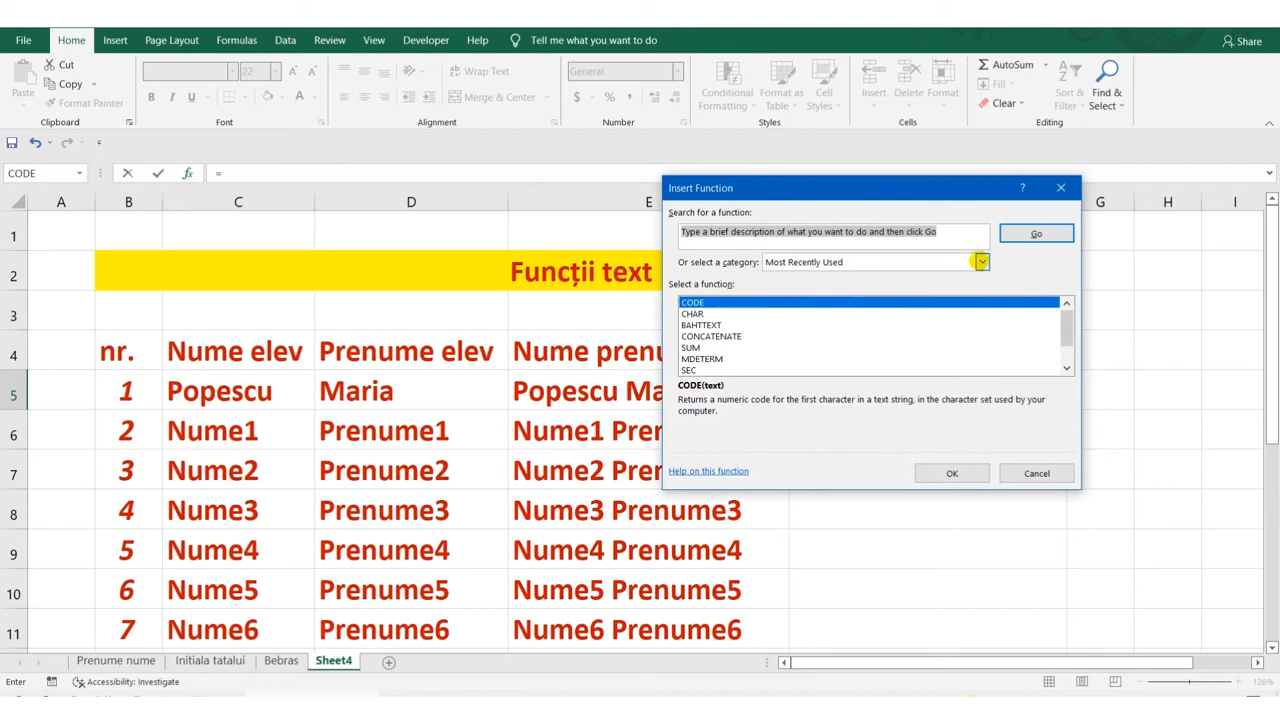 File Home Insert Page Layout Formulas Data Review View Developer Help Tell me what you want to do Share
Cut
Copy
Format Painter
Paste
22
Wrap Text
Merge & Center
General
Conditional Formatting
Format as Table
Cell Styles
Insert Delete Format
AutoSum
Fill
Clear
Sort & Filter
Find & Select
Clipboard Font Alignment Number Styles Cells Editing
CODE =
A B C D E G H I
1
2 Funcții text
3
4 nr. Nume elev Prenume elev Nume prenu
5 1 Popescu Maria Popescu Ma
6 2 Nume1 Prenume1 Nume1 Pren
7 3 Nume2 Prenume2 Nume2 Pren
8 4 Nume3 Prenume3 Nume3 Prenume3
9 5 Nume4 Prenume4 Nume4 Prenume4
10 6 Nume5 Prenume5 Nume5 Prenume5
11 7 Nume6 Prenume6 Nume6 Prenume6
Insert Function ?
Search for a function:
Type a brief description of what you want to do and then click Go
Go
Or select a category: Most Recently Used
Select a function:
CODE
CHAR
BAHTTEXT
CONCATENATE
SUM
MDETERM
SEC
CODE(text)
Returns a numeric code for the first character in a text string, in the character set used by your
computer.
Help on this function
OK Cancel
Prenume nume Initiala tatalui Bebras Sheet4
Enter Accessibility: Investigate 126%